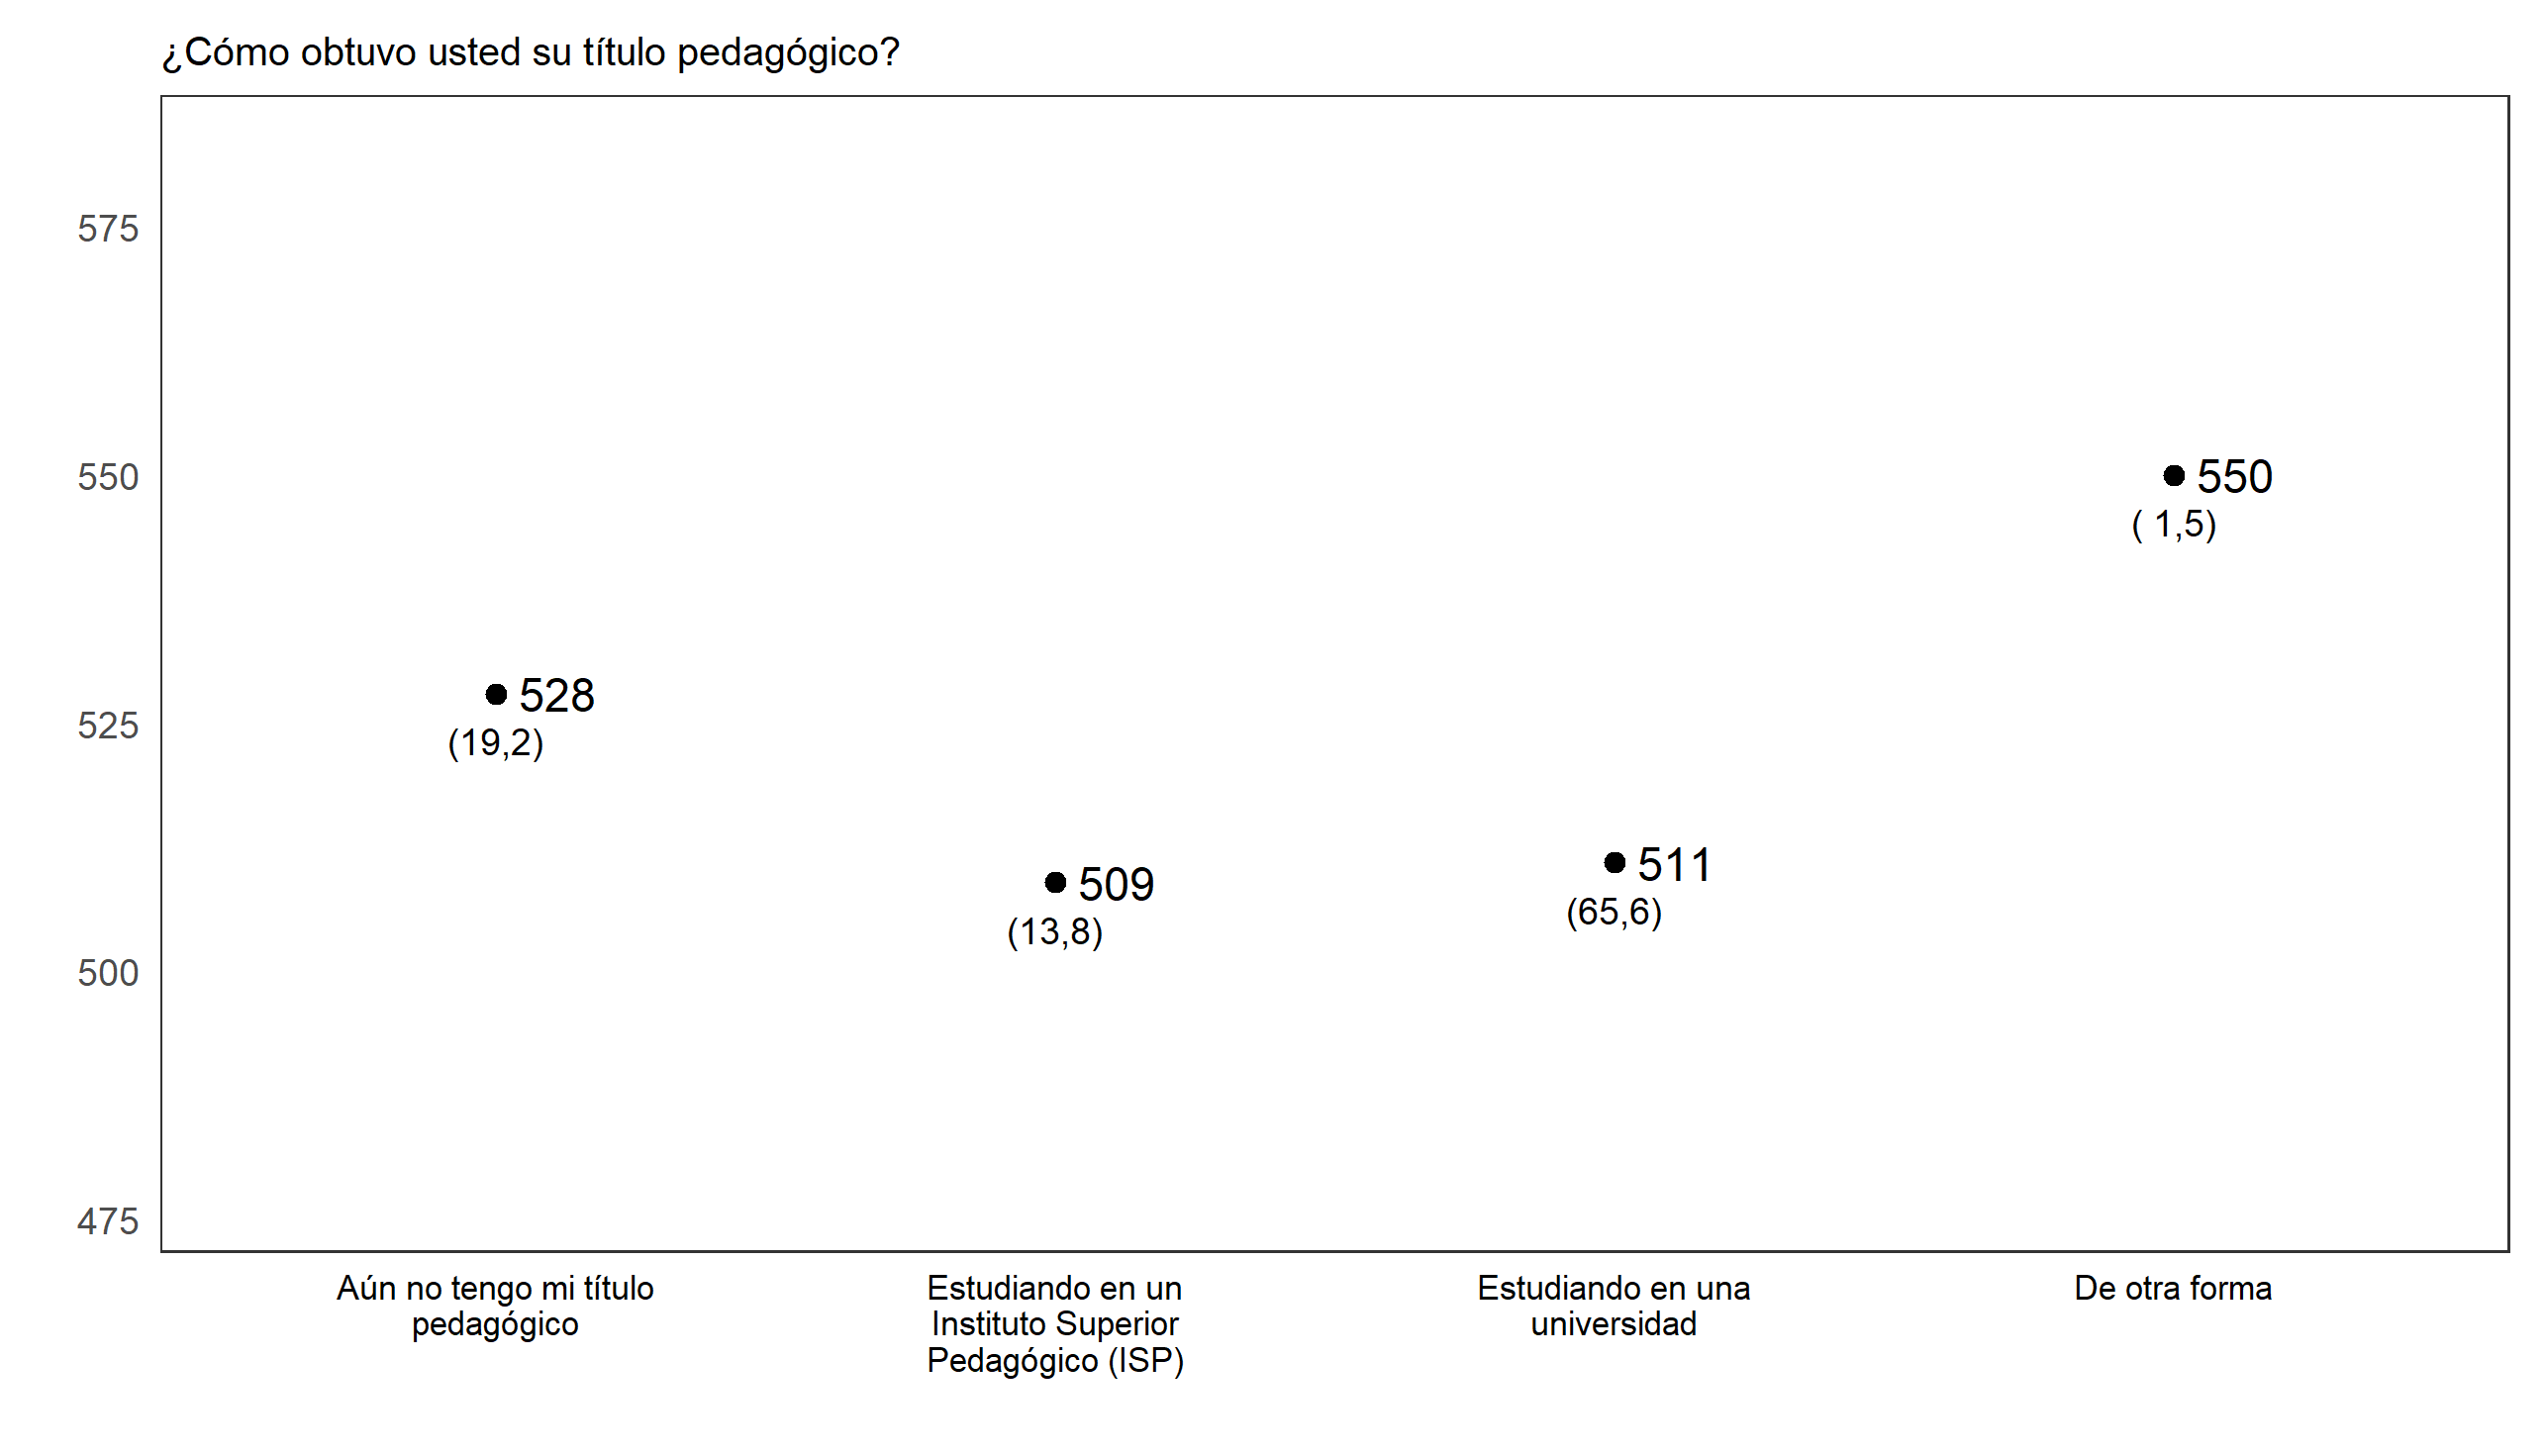 ¿Cómo obtuvo usted su título pedagógico?
575
550
525
500
475
528
(19,2)
509
(13,8)
511
(65,6)
550
( 1,5)
Aún no tengo mi título
pedagógico
Estudiando en un
Instituto Superior
Pedagógico (ISP)
Estudiando en una
universidad
De otra forma